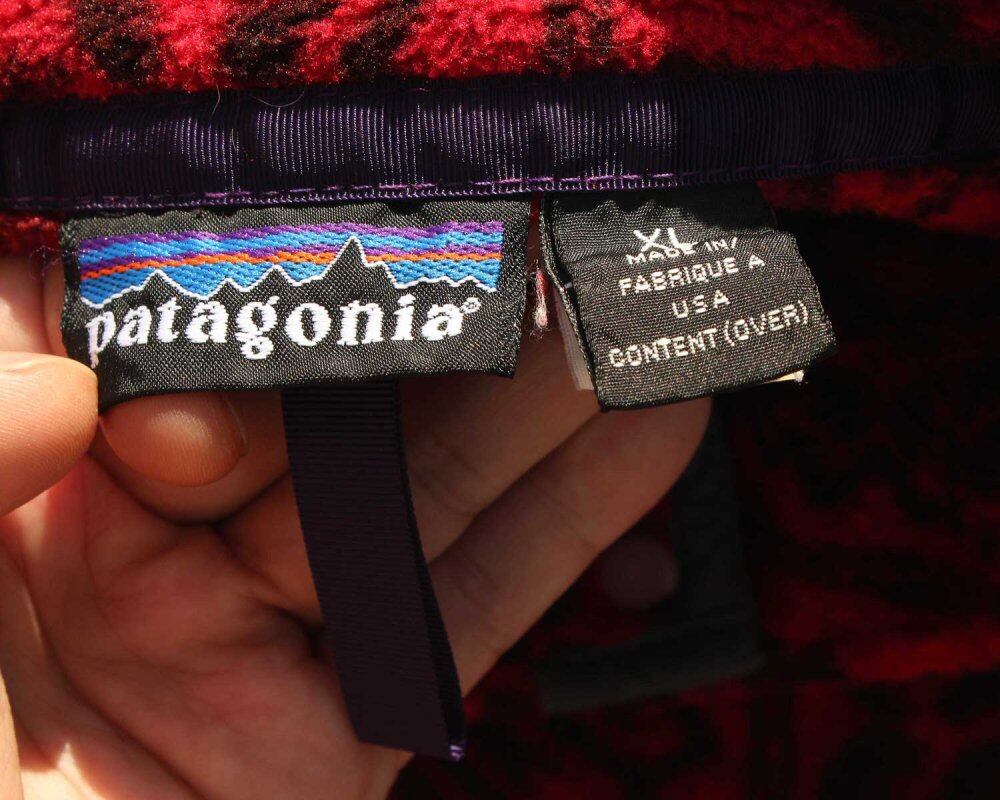 patagonia®
XL
MADE IN/
FABRIQUE A
USA
CONTENT (OVER)